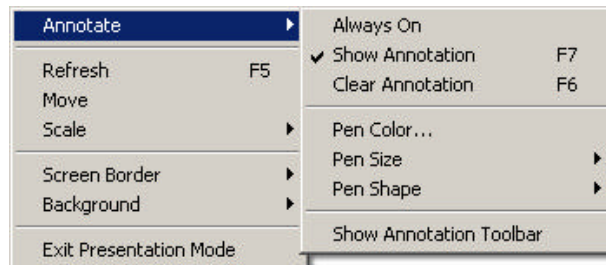 Annotate
Refresh F5
Move
Scale
Screen Border
Background
Exit Presentation Mode
Always On
Show Annotation F7
Clear Annotation F6
Pen Color...
Pen Size
Pen Shape
Show Annotation Toolbar